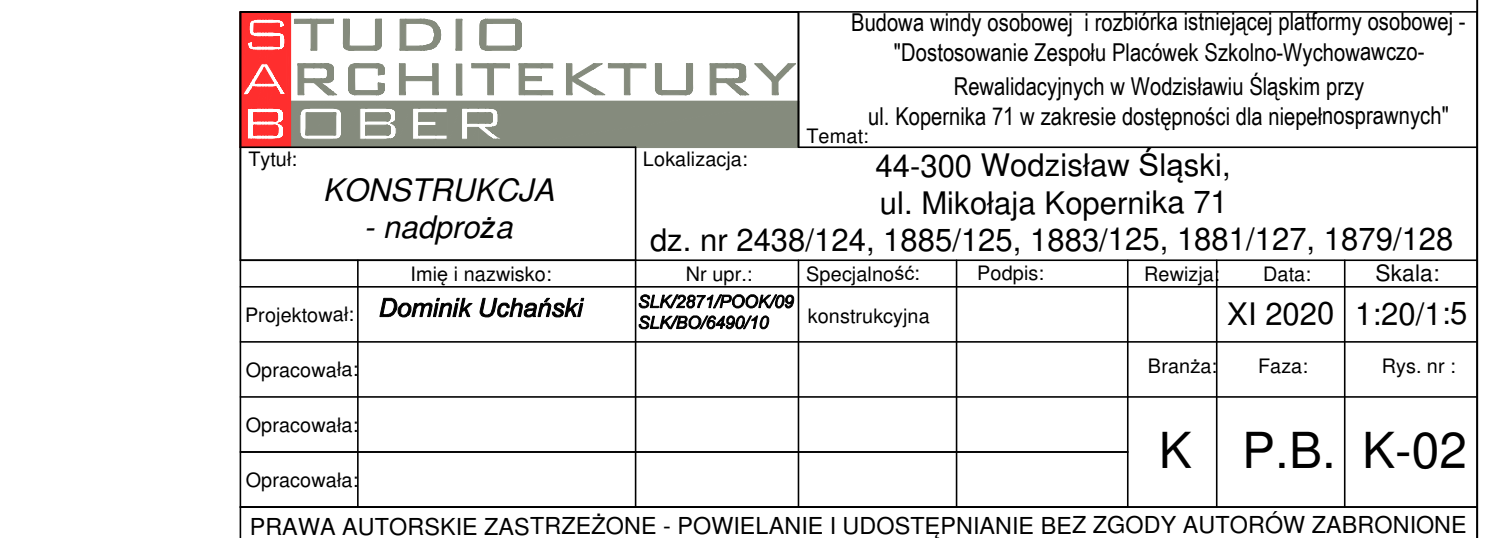 STUDIO
ARCHITEKTURY
BOBER
Budowa windy osobowej i rozbiórka istniejącej platformy osobowej -
"Dostosowanie Zespołu Placówek Szkolno-Wychowawczo-
Rewalidacyjnych w Wodzisławiu Śląskim przy
ul. Kopernika 71 w zakresie dostępności dla niepełnosprawnych"
Temat:
Tytuł:
KONSTRUKCJA
- nadproża
Lokalizacja:
44-300 Wodzisław Śląski,
ul. Mikołaja Kopernika 71
dz. nr 2438/124, 1885/125, 1883/125, 1881/127, 1879/128
Imię i nazwisko: Nr upr.: Specjalność: Podpis: Rewizja: Data: Skala:
Projektował: Dominik Uchański SLK/2871/POOK/09
SLK/BO/6490/10 konstrukcyjna XI 2020 1:20/1:5
Opracowała: Branża: Faza: Rys. nr :
Opracowała: K P.B. K-02
Opracowała:
PRAWA AUTORSKIE ZASTRZEŻONE - POWIELANIE I UDOSTĘPNIANIE BEZ ZGODY AUTORÓW ZABRONIONE